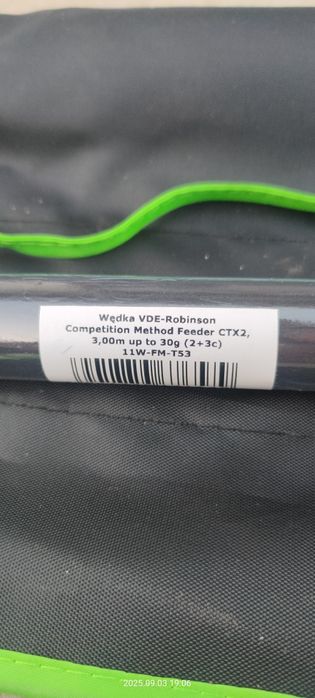 Wędka VDE-Robinson
Competition Method Feeder CTX2,
3,00m up to 30g (2+3c)
11W-FM-T53
2025.09.03 19:06